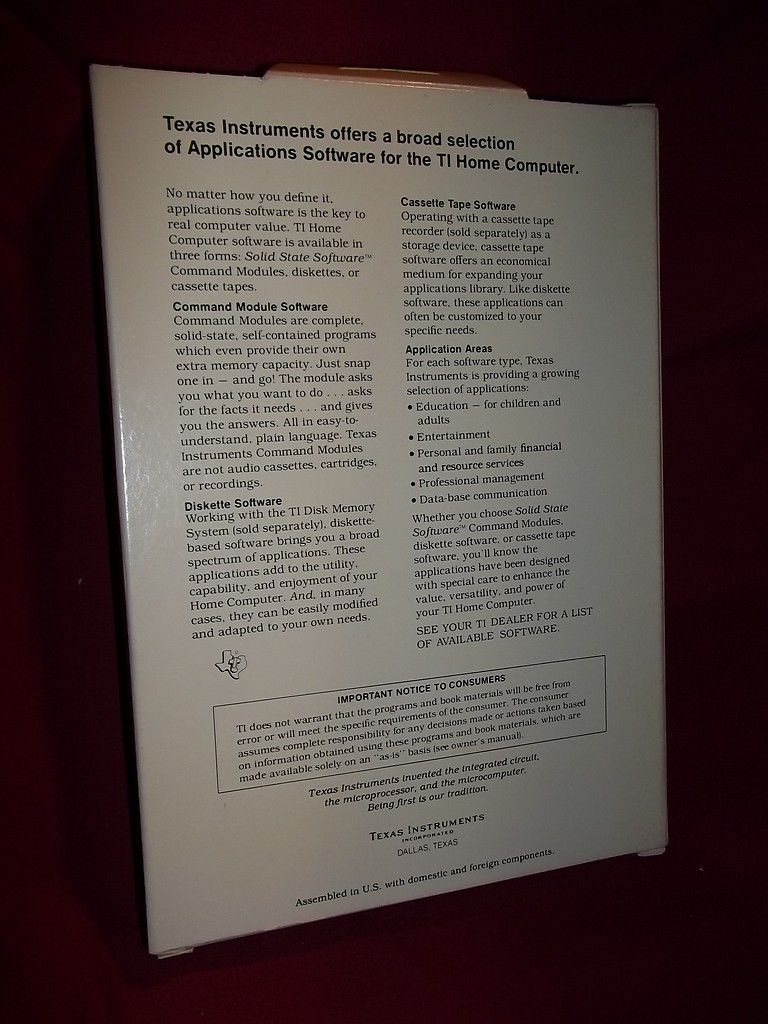 Texas Instruments offers a broad selection
of Applications Software for the TI Home Computer.
No matter how you define it,
applications software is the key to
real computer value. TI Home
Computer software is available in
three forms: Solid State Software™
Command Modules, diskettes, or
cassette tapes.
Command Module Software
Command Modules are complete,
solid-state, self-contained programs
which even provide their own
extra memory capacity. Just snap
one in — and go! The module asks
you what you want to do . . . asks
for the facts it needs . . . and gives
you the answers. All in easy-to-
understand, plain language. Texas
Instruments Command Modules
are not audio cassettes, cartridges,
or recordings.
Diskette Software
Working with the TI Disk Memory
System (sold separately), diskette-
based software brings you a broad
spectrum of applications. These
applications add to the utility,
capability, and enjoyment of your
Home Computer. And, in many
cases, they can be easily modified
and adapted to your own needs.
Cassette Tape Software
Operating with a cassette tape
recorder (sold separately) as a
storage device, cassette tape
software offers an economical
medium for expanding your
applications library. Like diskette
software, these applications can
often be customized to your
specific needs.
Application Areas
For each software type, Texas
Instruments is providing a growing
selection of applications:
• Education — for children and
adults
• Entertainment
• Personal and family financial
and resource services
• Professional management
• Data-base communication
Whether you choose Solid State
Software™ Command Modules,
diskette software, or cassette tape
software, you'll know the
applications have been designed
with special care to enhance the
value, versatility, and power of
your TI Home Computer.
SEE YOUR TI DEALER FOR A LIST
OF AVAILABLE SOFTWARE.
IMPORTANT NOTICE TO CONSUMERS
TI does not warrant that the programs and book materials will be free from
error or will meet the specific requirements of the consumer. The consumer
assumes complete responsibility for any decisions made or actions taken based
on information obtained using these programs and book materials, which are
made available solely on an "as-is" basis (see owner's manual).
Texas Instruments invented the integrated circuit,
the microprocessor, and the microcomputer.
Being first is our tradition.
TEXAS INSTRUMENTS
INCORPORATED
DALLAS, TEXAS
Assembled in U.S. with domestic and foreign components.